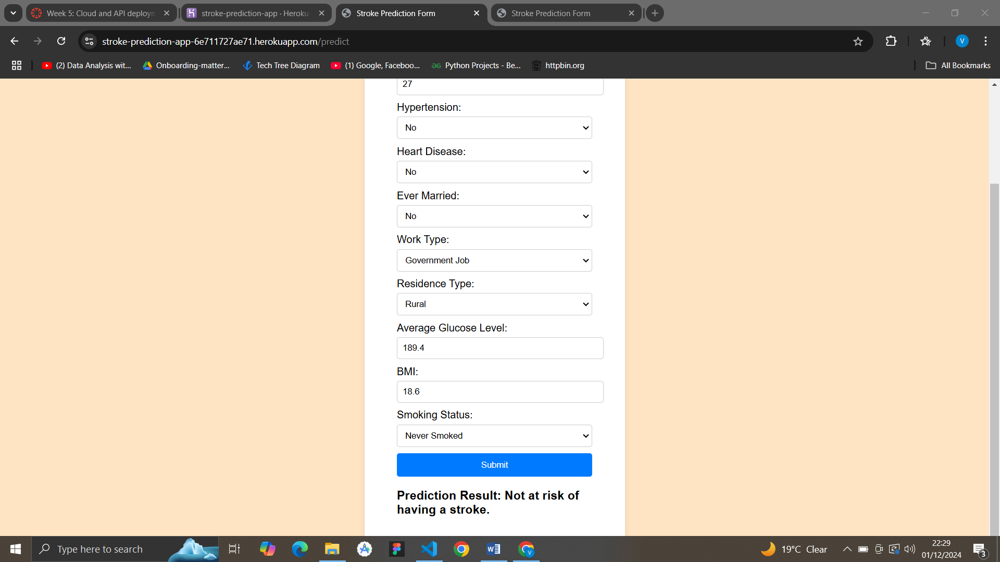 Week 5: Cloud and API deploym
stroke-prediction-app · Heroku
Stroke Prediction Form
Stroke Prediction Form
stroke-prediction-app-6e711727ae71.herokuapp.com/predict
V
(2) Data Analysis wit...
Onboarding-matter...
Tech Tree Diagram
(1) Google, Faceboo...
Python Projects - Be...
httpbin.org
All Bookmarks
27
Hypertension:
No
Heart Disease:
No
Ever Married:
No
Work Type:
Government Job
Residence Type:
Rural
Average Glucose Level:
189.4
BMI:
18.6
Smoking Status:
Never Smoked
Submit
Prediction Result: Not at risk of
having a stroke.
Type here to search
19°C Clear
22:29
01/12/2024
3